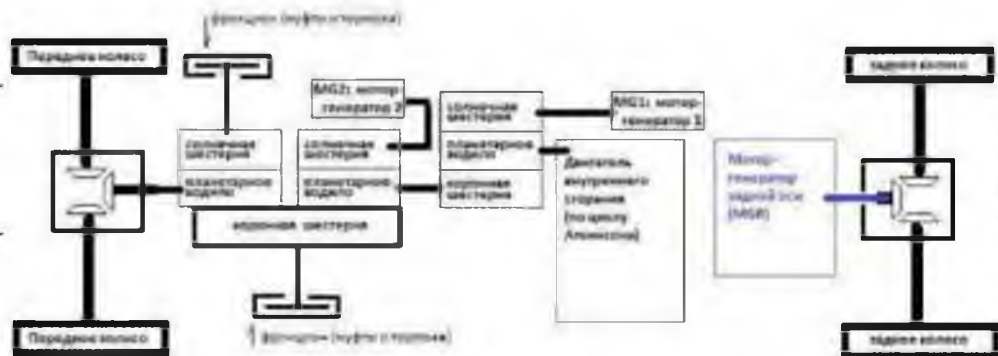 фрикцион (муфта и тормоза)
Переднее колесо
заднее колесо
MG2: мотор-
генератор 2
солнечная
шестерня
MG1: мотор-
генератор 1
солнечная
шестерня
солнечная
шестерня
планетарное
водило
Двигатель
внутреннего
сгорания
(по циклу
Аткинсона)
Мотор-
генератор
задней оси
(MGR)
планетарное
водило
планетарное
водило
коронная
шестерня
коронная шестерня
фрикцион (муфта и тормоза)
Переднее колесо
заднее колесо